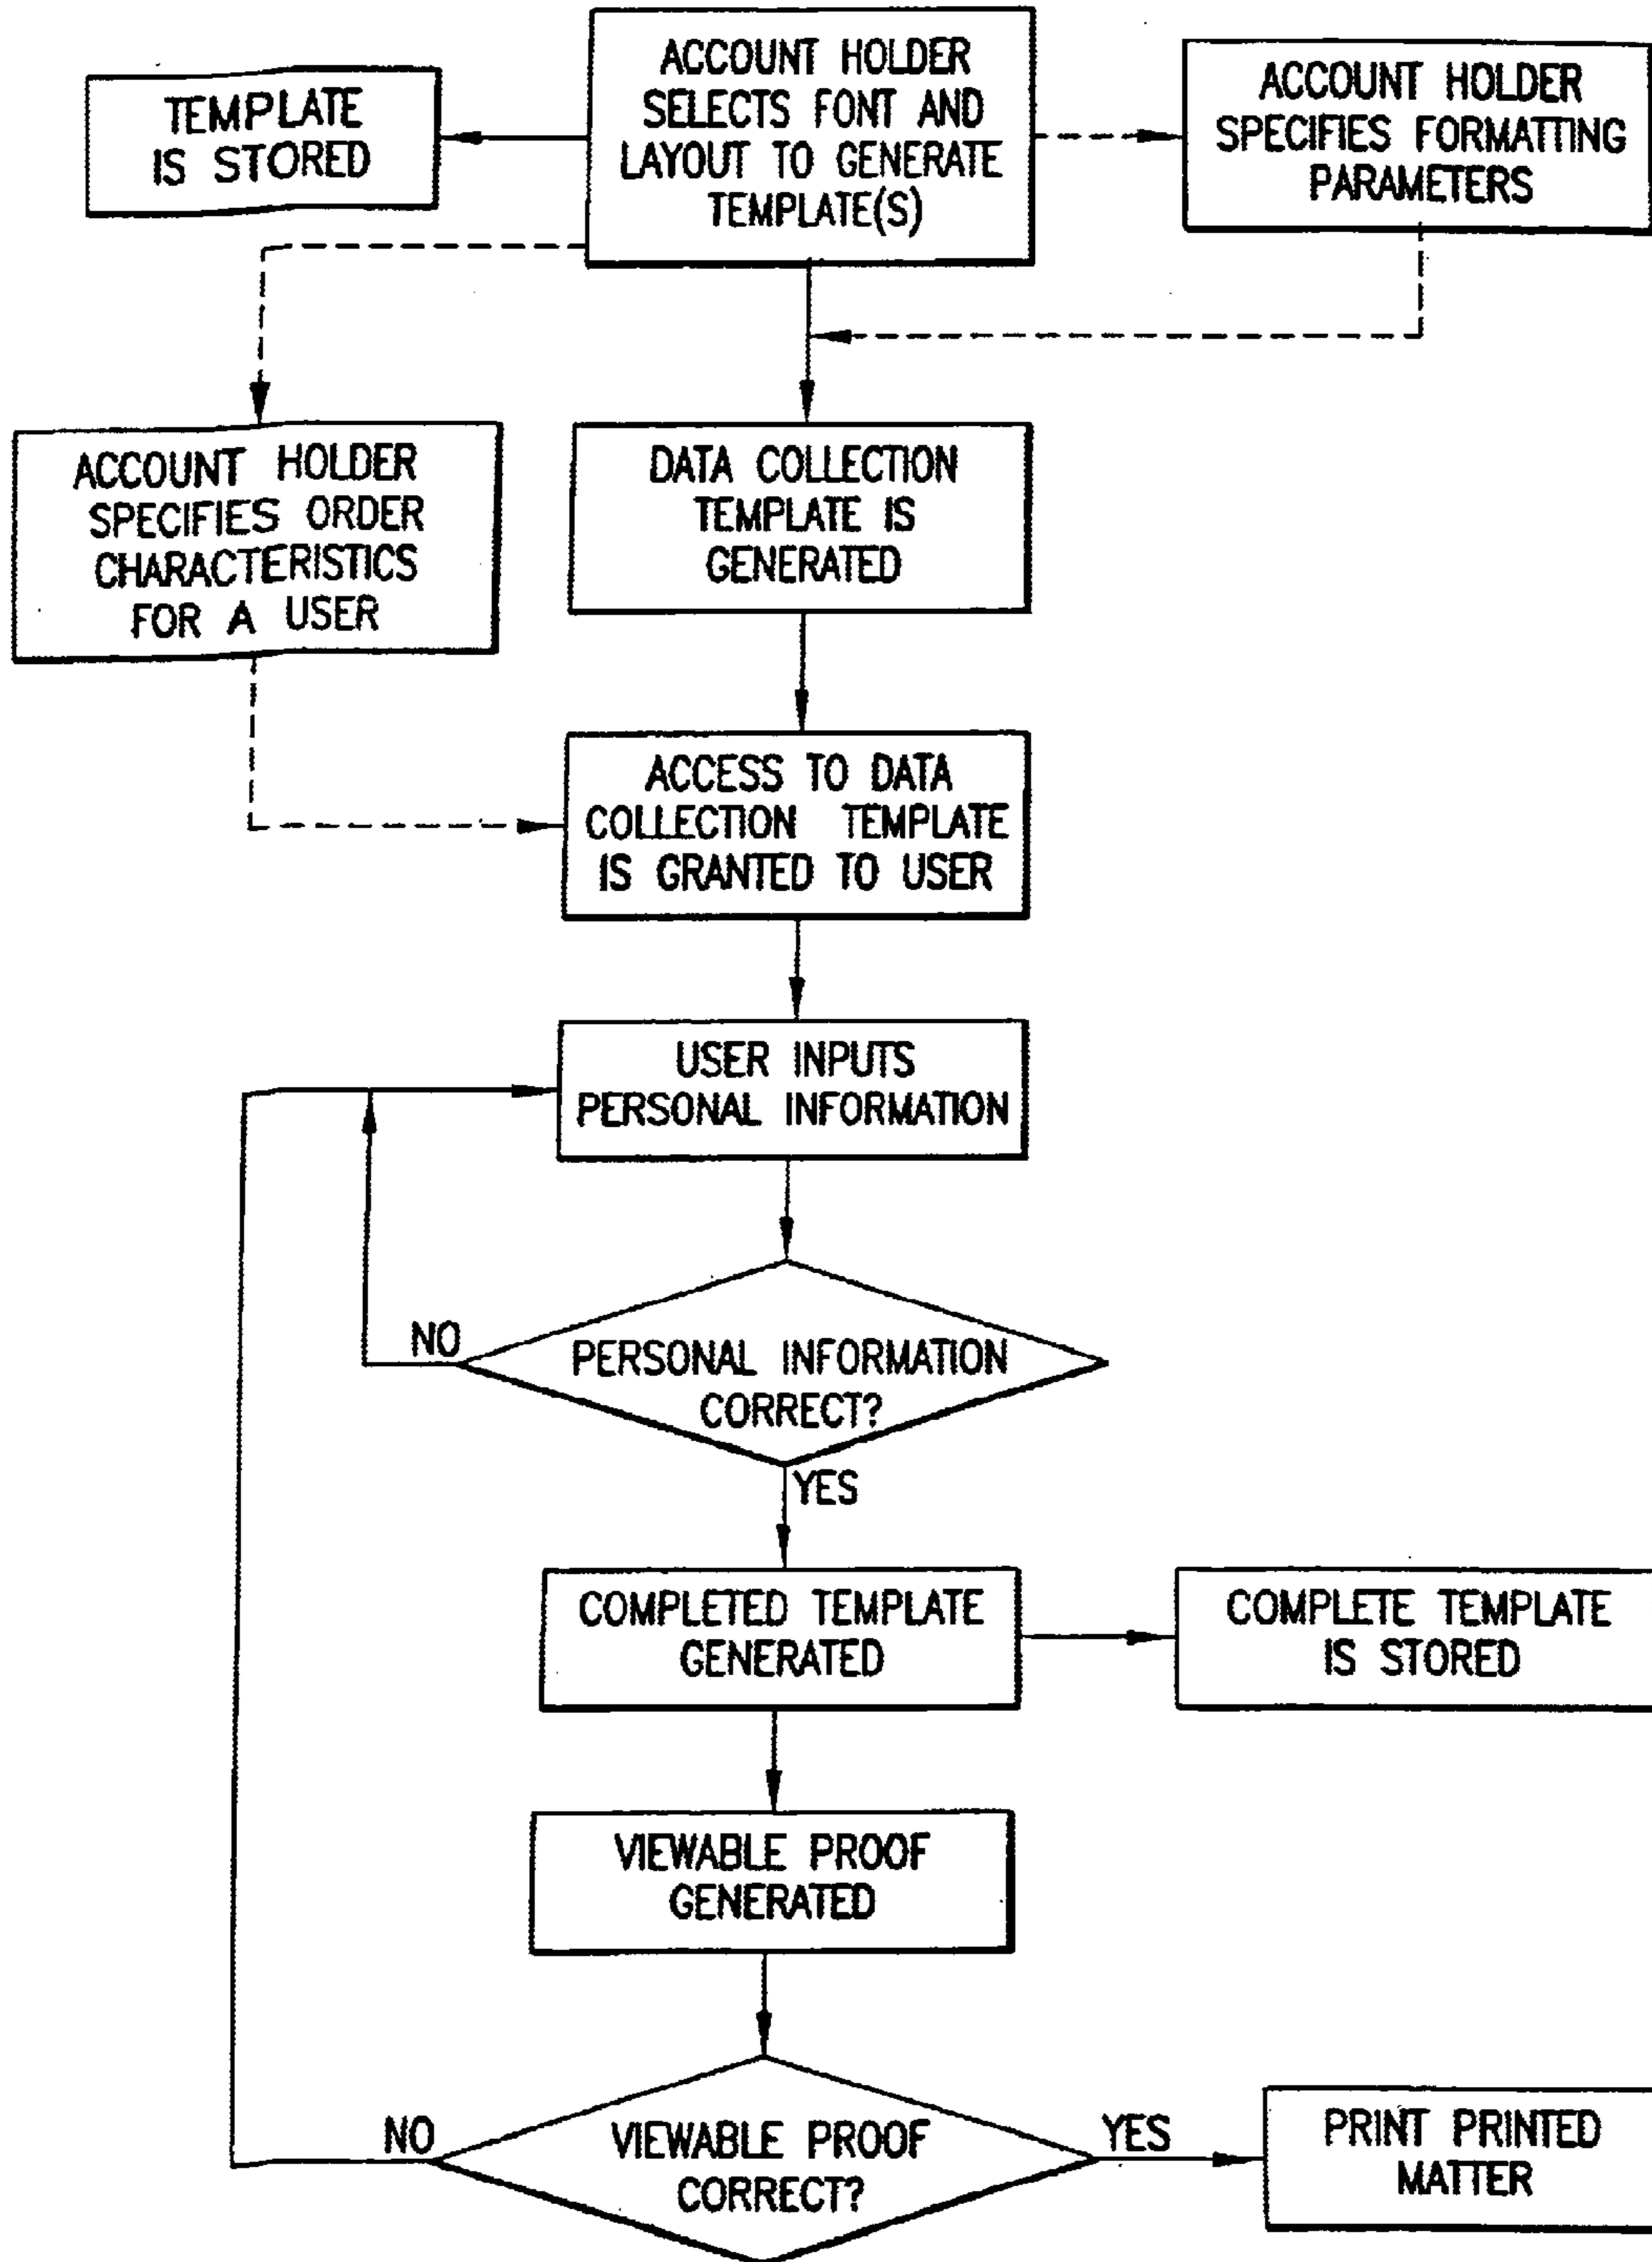 ACCOUNT HOLDER
SELECTS FONT AND
LAYOUT TO GENERATE
TEMPLATE(S)
TEMPLATE
IS STORED
ACCOUNT HOLDER
SPECIFIES FORMATTING
PARAMETERS
ACCOUNT HOLDER
SPECIFIES ORDER
CHARACTERISTICS
FOR A USER
DATA COLLECTION
TEMPLATE IS
GENERATED
ACCESS TO DATA
COLLECTION TEMPLATE
IS GRANTED TO USER
USER INPUTS
PERSONAL INFORMATION
NO
PERSONAL INFORMATION
CORRECT?
YES
COMPLETED TEMPLATE
GENERATED
COMPLETE TEMPLATE
IS STORED
VIEWABLE PROOF
GENERATED
NO
VIEWABLE PROOF
CORRECT?
YES
PRINT PRINTED
MATTER